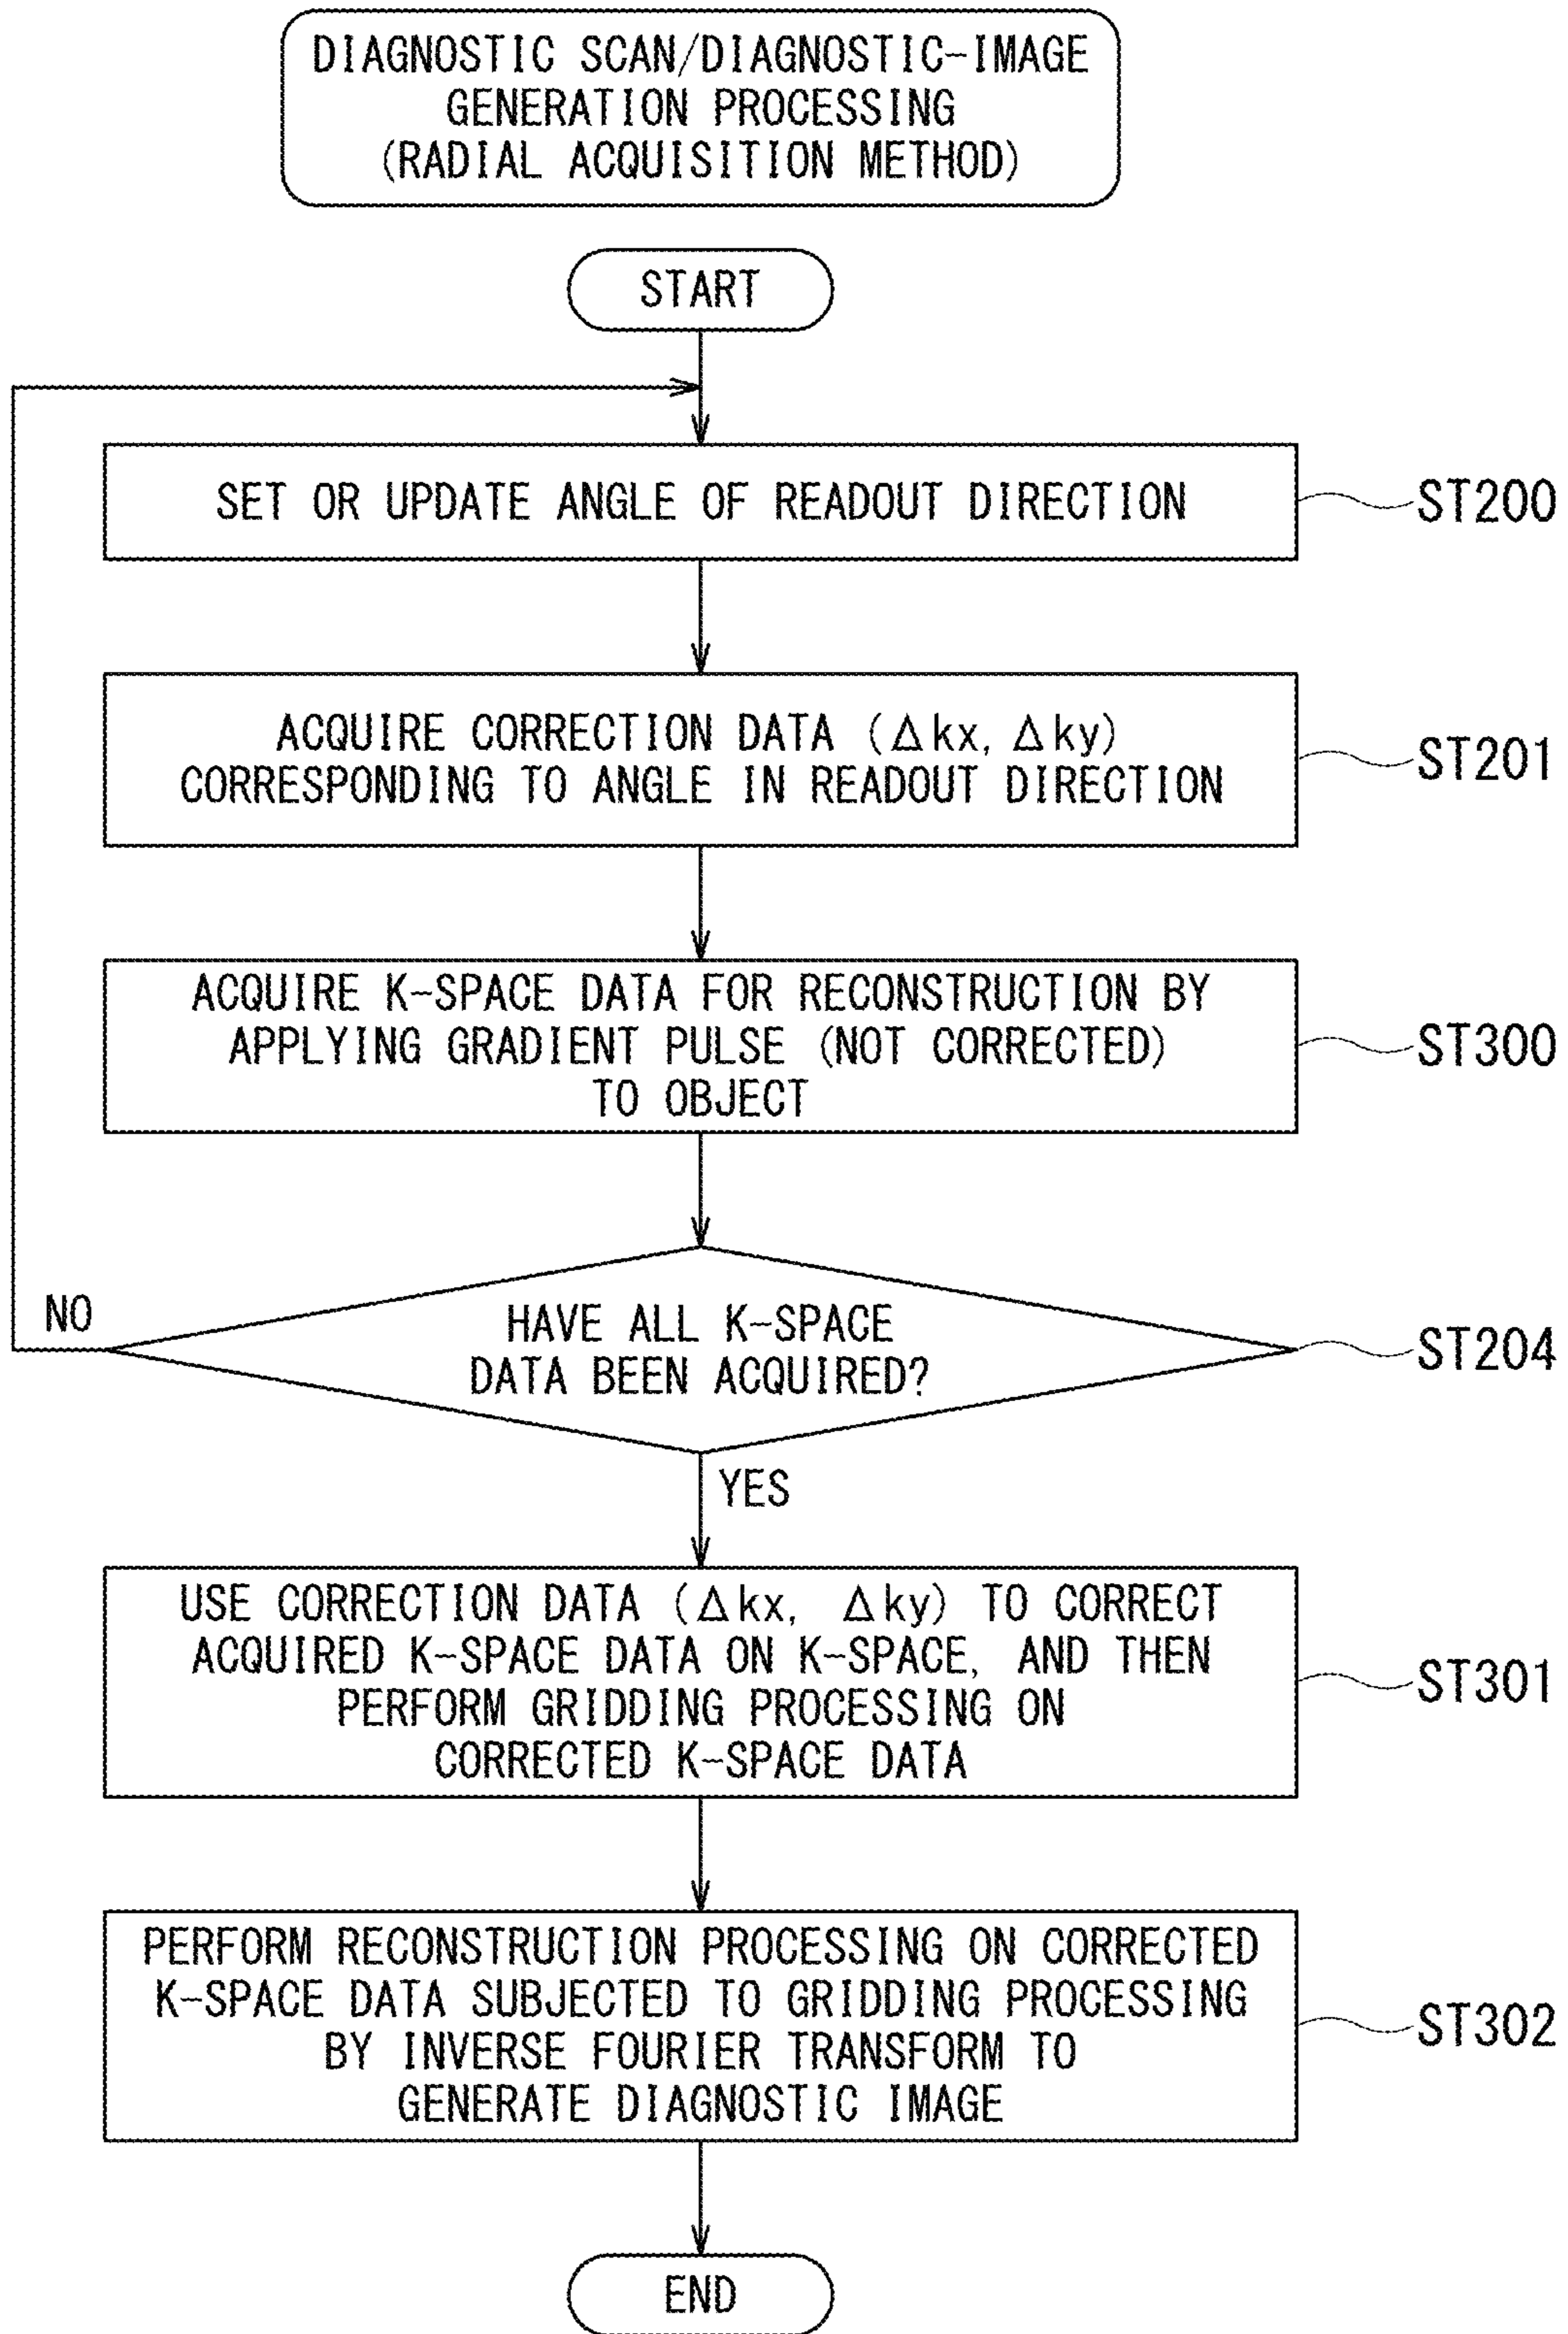 DIAGNOSTIC SCAN/DIAGNOSTIC-IMAGE
GENERATION PROCESSING
(RADIAL ACQUISITION METHOD)
START
SET OR UPDATE ANGLE OF READOUT DIRECTION
ST200
ACQUIRE CORRECTION DATA (Δkx, Δky)
CORRESPONDING TO ANGLE IN READOUT DIRECTION
ST201
ACQUIRE K-SPACE DATA FOR RECONSTRUCTION BY
APPLYING GRADIENT PULSE (NOT CORRECTED)
TO OBJECT
ST300
NO
HAVE ALL K-SPACE
DATA BEEN ACQUIRED?
ST204
YES
USE CORRECTION DATA (Δkx, Δky) TO CORRECT
ACQUIRED K-SPACE DATA ON K-SPACE, AND THEN
PERFORM GRIDDING PROCESSING ON
CORRECTED K-SPACE DATA
ST301
PERFORM RECONSTRUCTION PROCESSING ON CORRECTED
K-SPACE DATA SUBJECTED TO GRIDDING PROCESSING
BY INVERSE FOURIER TRANSFORM TO
GENERATE DIAGNOSTIC IMAGE
ST302
END